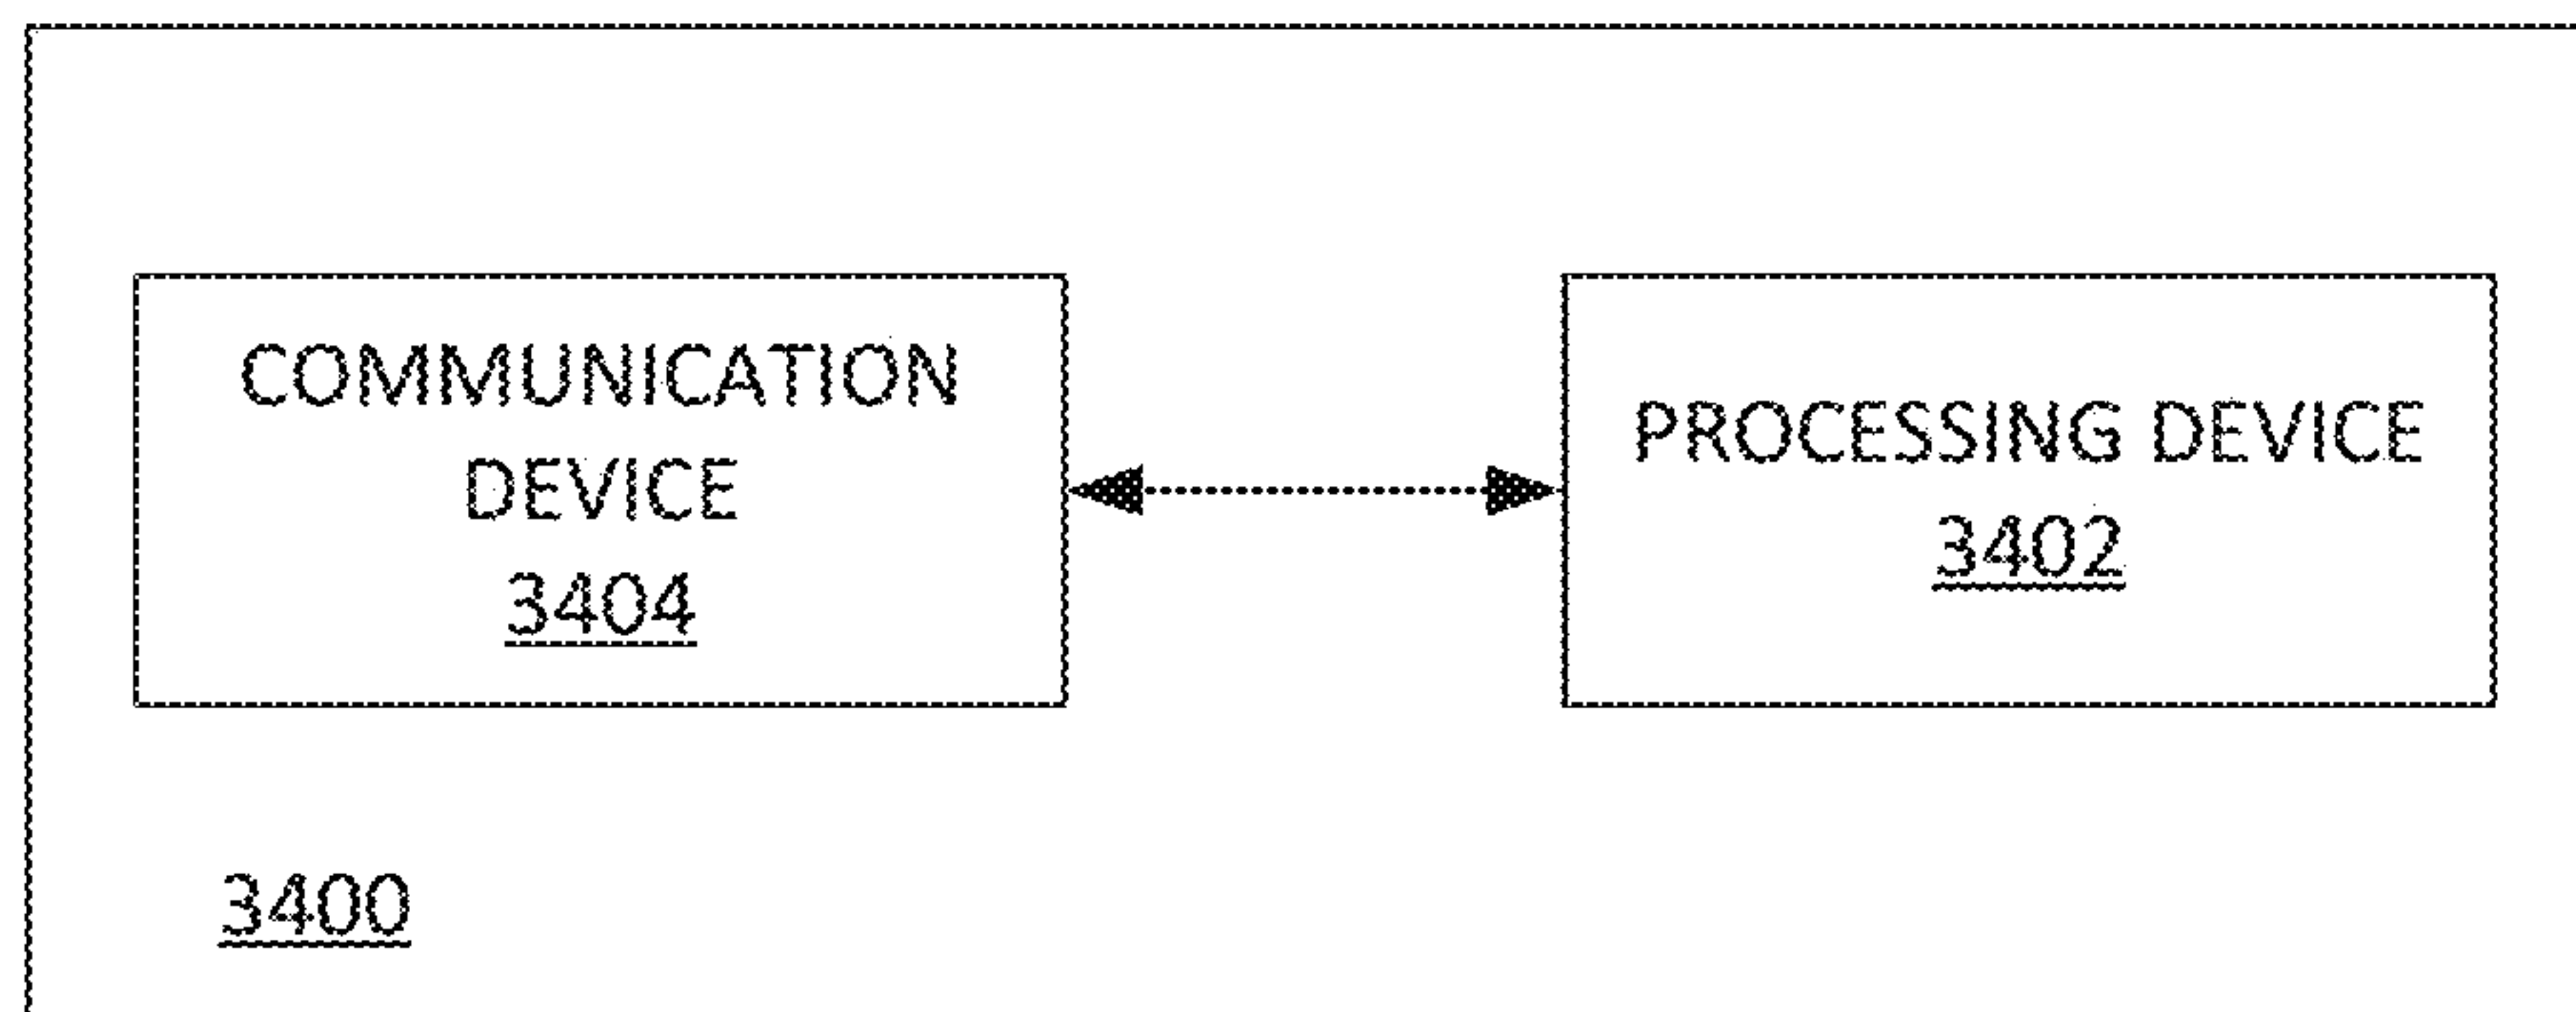 COMMUNICATION
DEVICE
3404
PROCESSING DEVICE
3402
3400